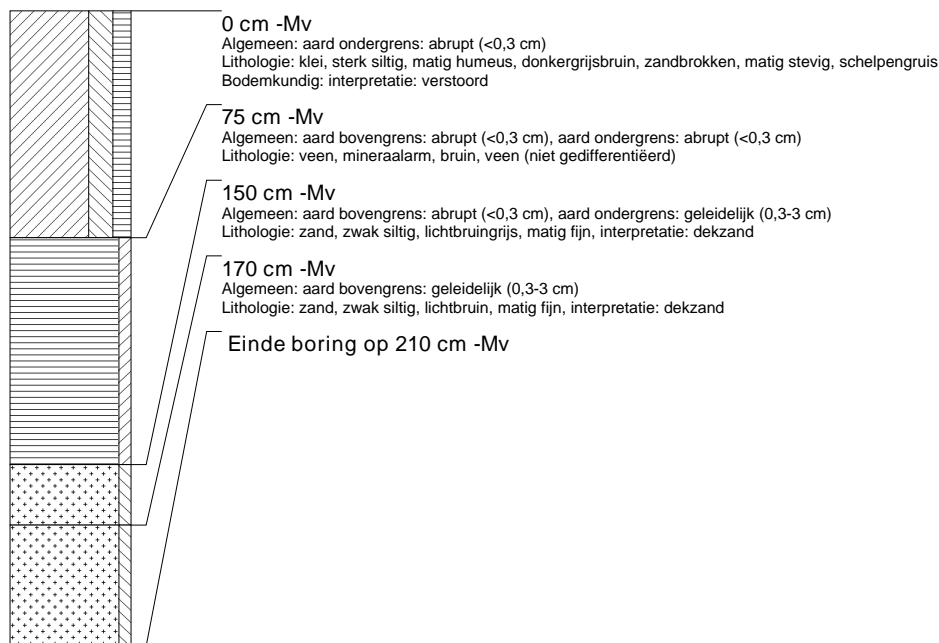 0 cm -Mv
Algemeen: aard ondergrens: abrupt (<0,3 cm)
Lithologie: klei, sterk siltig, matig humeus, donkergrijsbruin, zandbrokken, matig stevig, schelpengruis
Bodemkundig: interpretatie: verstoord
75 cm -Mv
Algemeen: aard bovengrens: abrupt (<0,3 cm), aard ondergrens: abrupt (<0,3 cm)
Lithologie: veen, mineraalarm, bruin, veen (niet gedifferentiëerd)
150 cm -Mv
Algemeen: aard bovengrens: abrupt (<0,3 cm), aard ondergrens: geleidelijk (0,3-3 cm)
Lithologie: zand, zwak siltig, lichtbruingrijs, matig fijn, interpretatie: dekzand
170 cm -Mv
Algemeen: aard bovengrens: geleidelijk (0,3-3 cm)
Lithologie: zand, zwak siltig, lichtbruin, matig fijn, interpretatie: dekzand
Einde boring op 210 cm -Mv